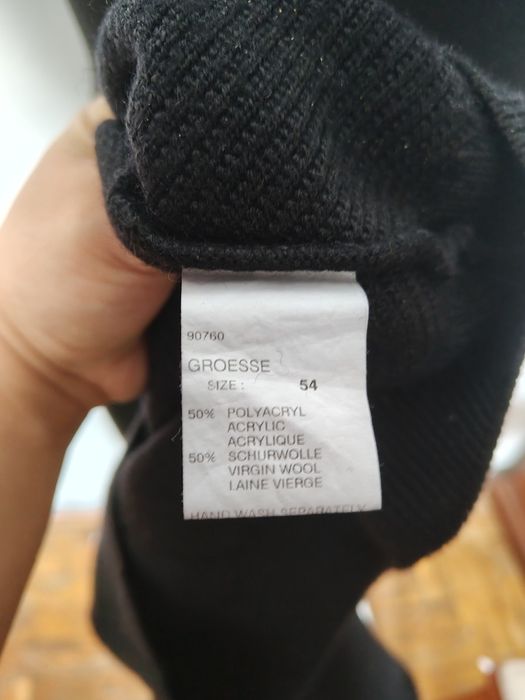 90760
GROESSE
SIZE : 54
50% POLYACRYL
ACRYLIC
ACRYLIQUE
50% SCHURWOLLE
VIRGIN WOOL
LAINE VIERGE
HAND WASH SEPARATELY